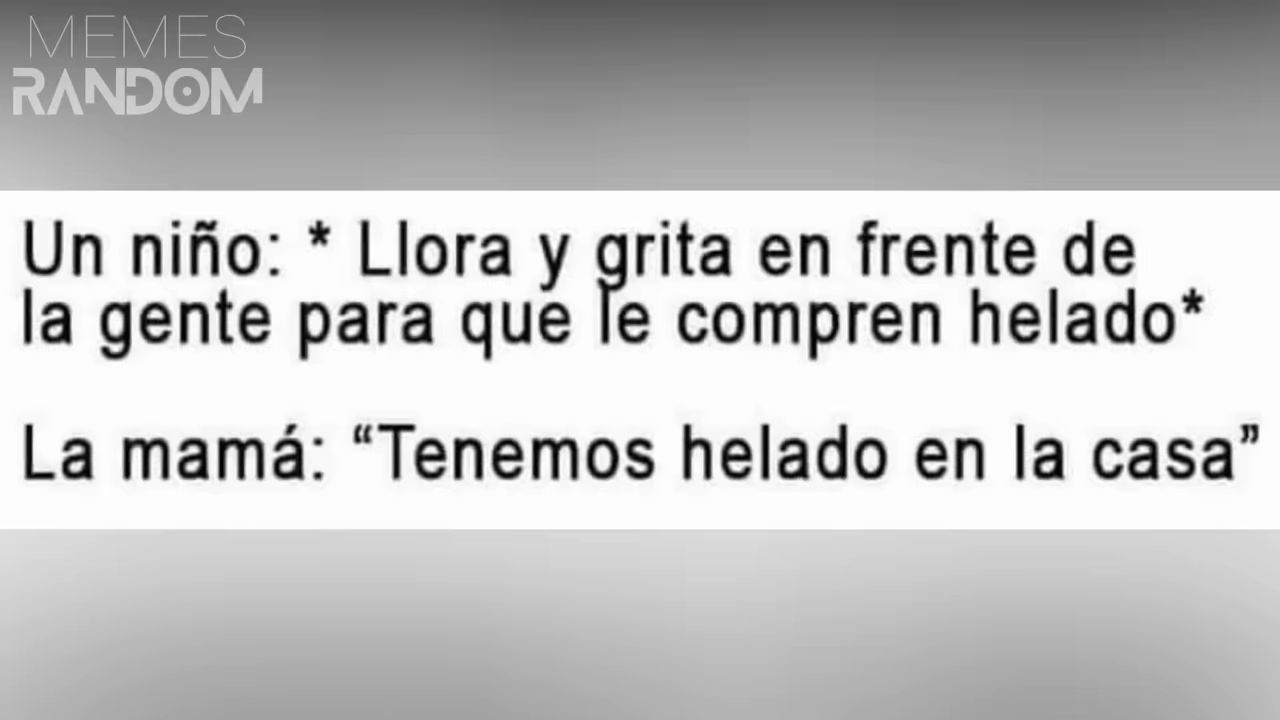 MEMES
RANDOM
Un niño: * Llora y grita en frente de
la gente para que le compren helado*
La mamá: “Tenemos helado en la casa”